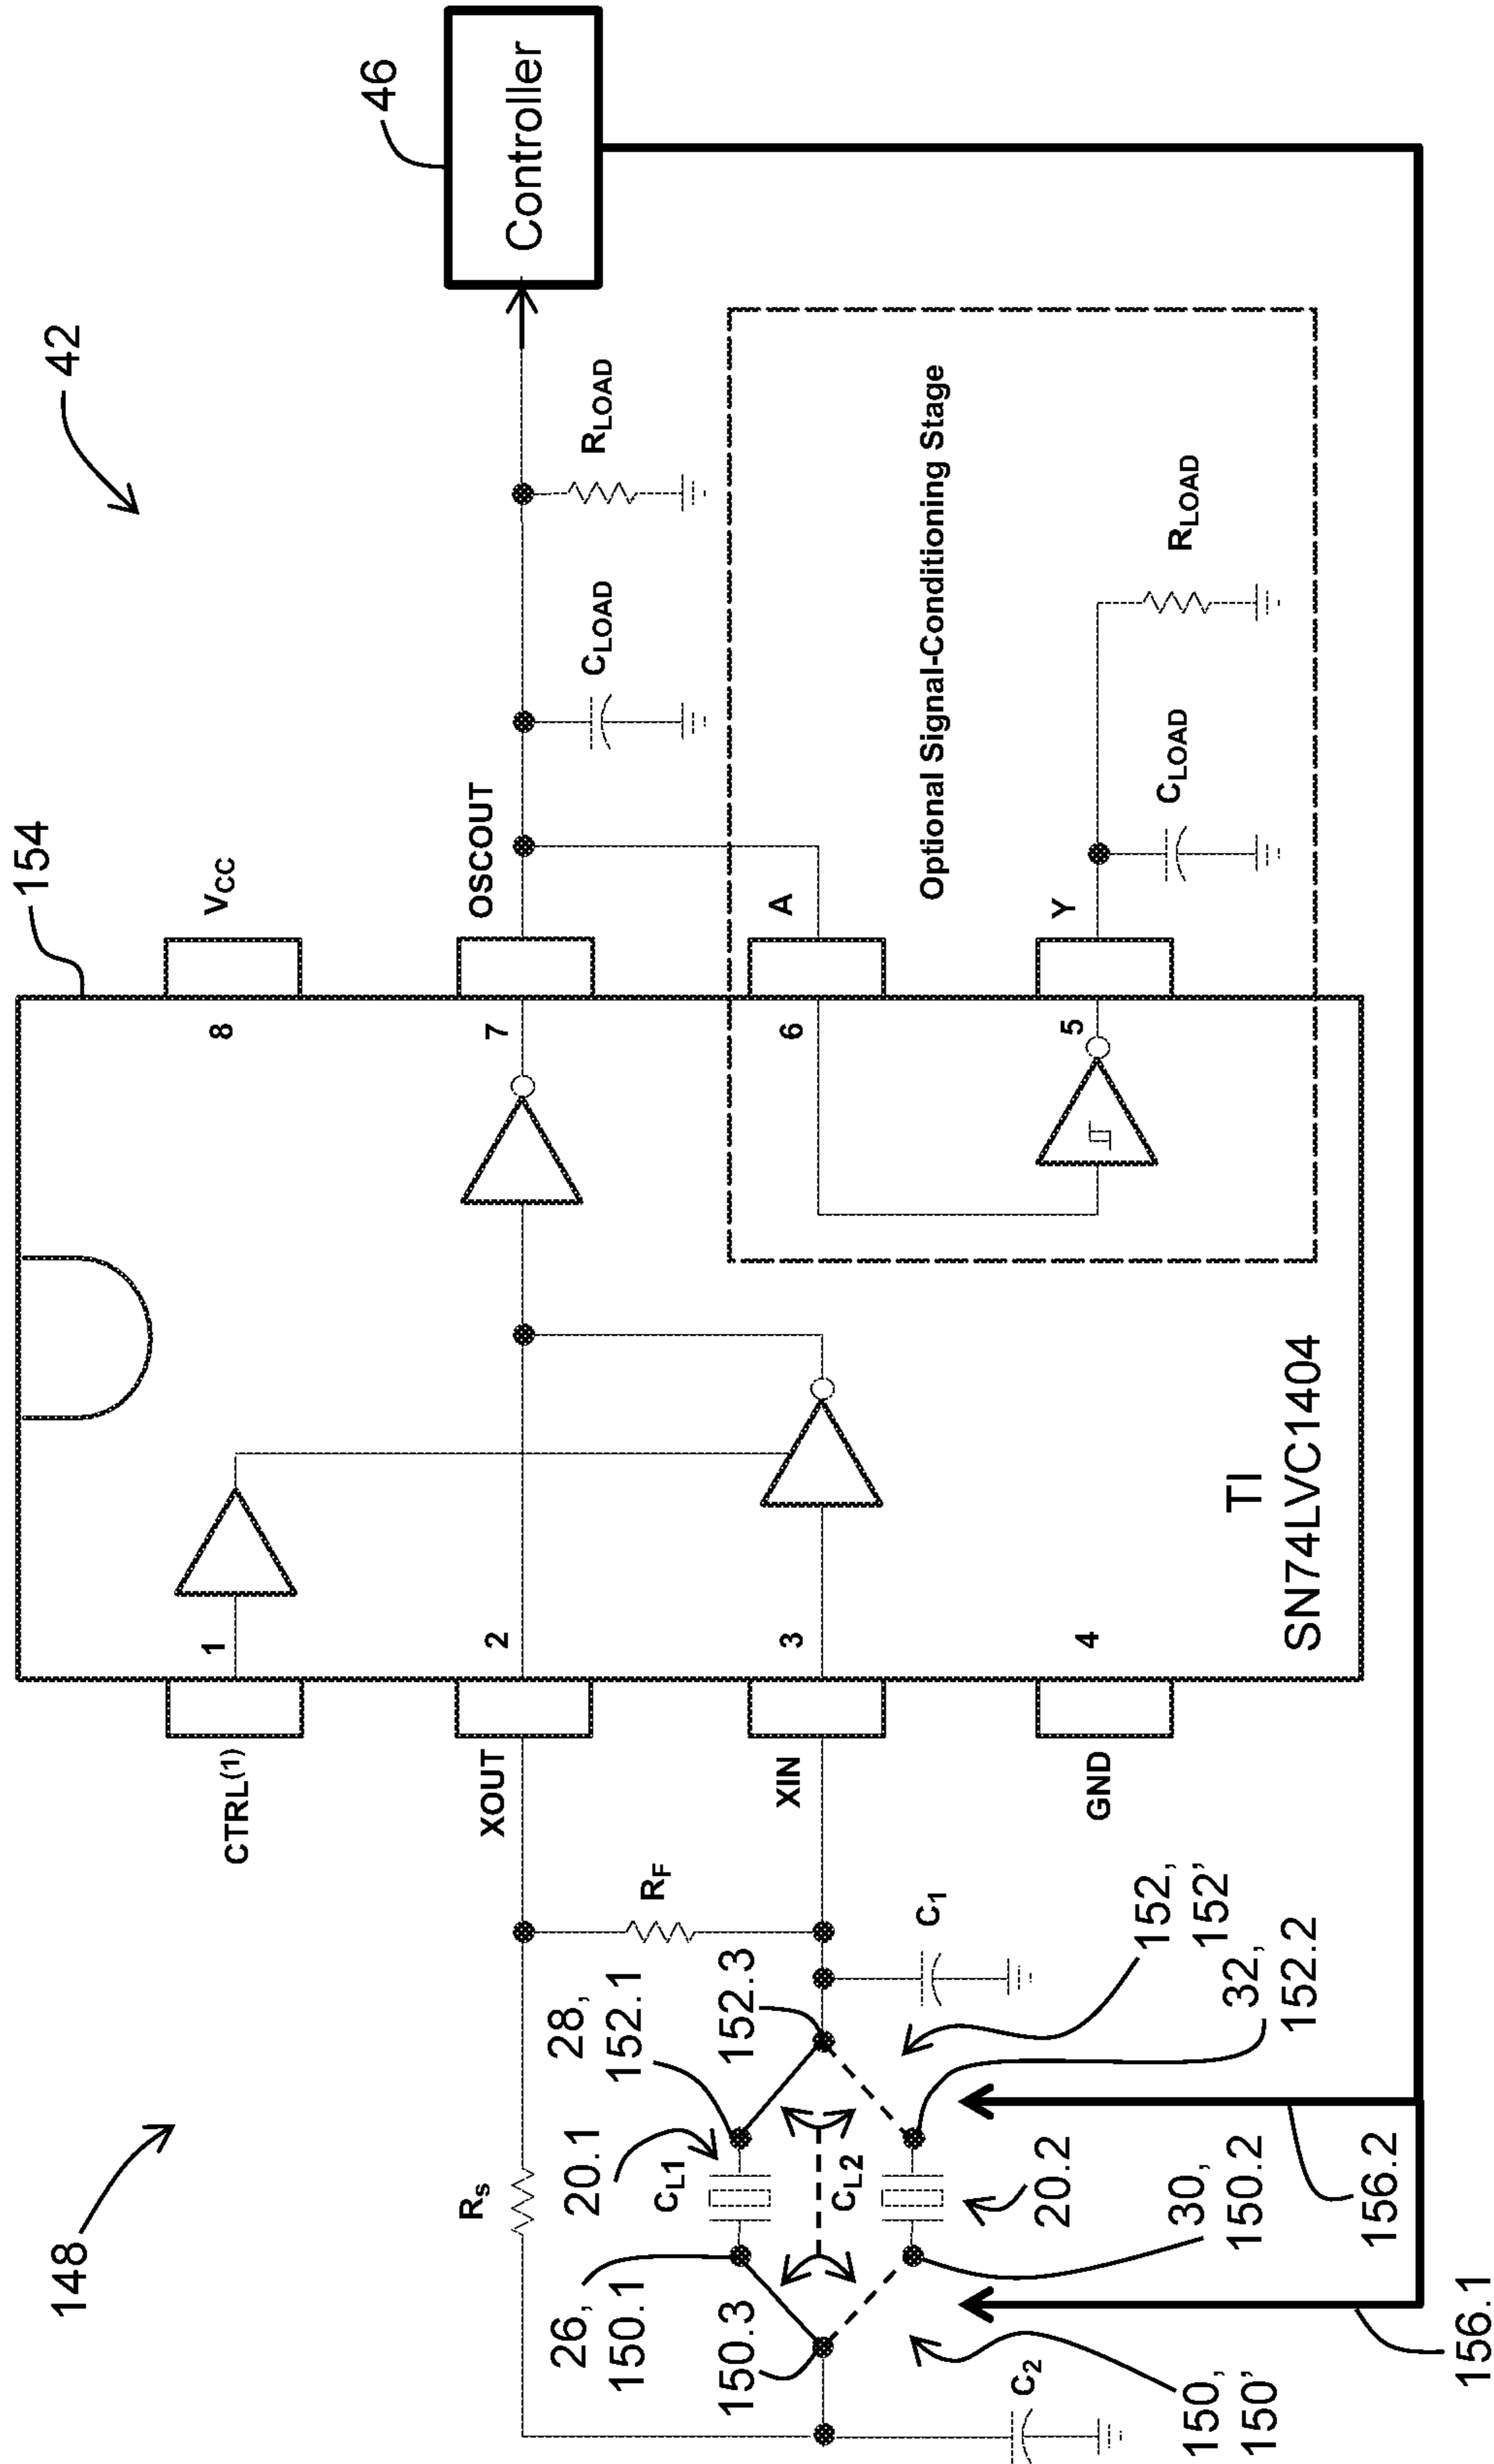 148
42
154
46
Controller
CTRL(1)
1
8
VCC
XOUT
2
7
OSCOUT
XIN
3
6
A
GND
4
5
Y
TI
SN74LVC1404
RS
RF
CLOAD
RLOAD
Optional Signal-Conditioning Stage
CLOAD
RLOAD
26,
150.1
20.1
28,
152.1
CL1
150.3
152.3
CL2
C1
C2
20.2
30,
150.2
32,
152.2
150,
150'
152,
152'
156.1
156.2